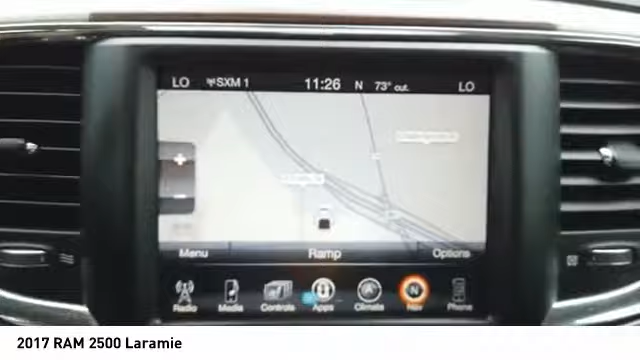 LO SXM 1 11:26 N 73° out. LO
Menu Ramp Options
Radio Media Controls Apps Climate Nav Phone
2017 RAM 2500 Laramie